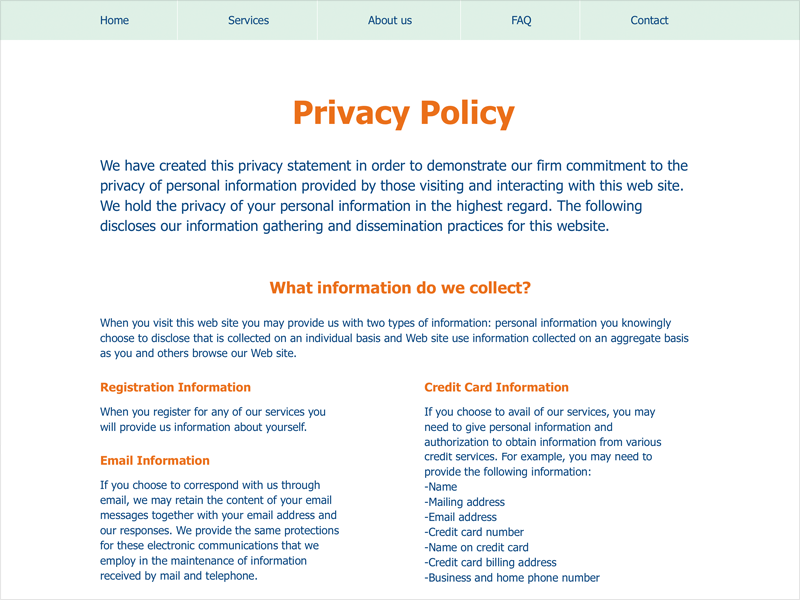 Home
Services
About us
FAQ
Contact
Privacy Policy
We have created this privacy statement in order to demonstrate our firm commitment to the
privacy of personal information provided by those visiting and interacting with this web site.
We hold the privacy of your personal information in the highest regard. The following
discloses our information gathering and dissemination practices for this website.
What information do we collect?
When you visit this web site you may provide us with two types of information: personal information you knowingly
choose to disclose that is collected on an individual basis and Web site use information collected on an aggregate basis
as you and others browse our Web site.
Registration Information
When you register for any of our services you
will provide us information about yourself.
Email Information
If you choose to correspond with us through
email, we may retain the content of your email
messages together with your email address and
our responses. We provide the same protections
for these electronic communications that we
employ in the maintenance of information
received by mail and telephone.
Credit Card Information
If you choose to avail of our services, you may
need to give personal information and
authorization to obtain information from various
credit services. For example, you may need to
provide the following information:
-Name
-Mailing address
-Email address
-Credit card number
-Name on credit card
-Credit card billing address
-Business and home phone number